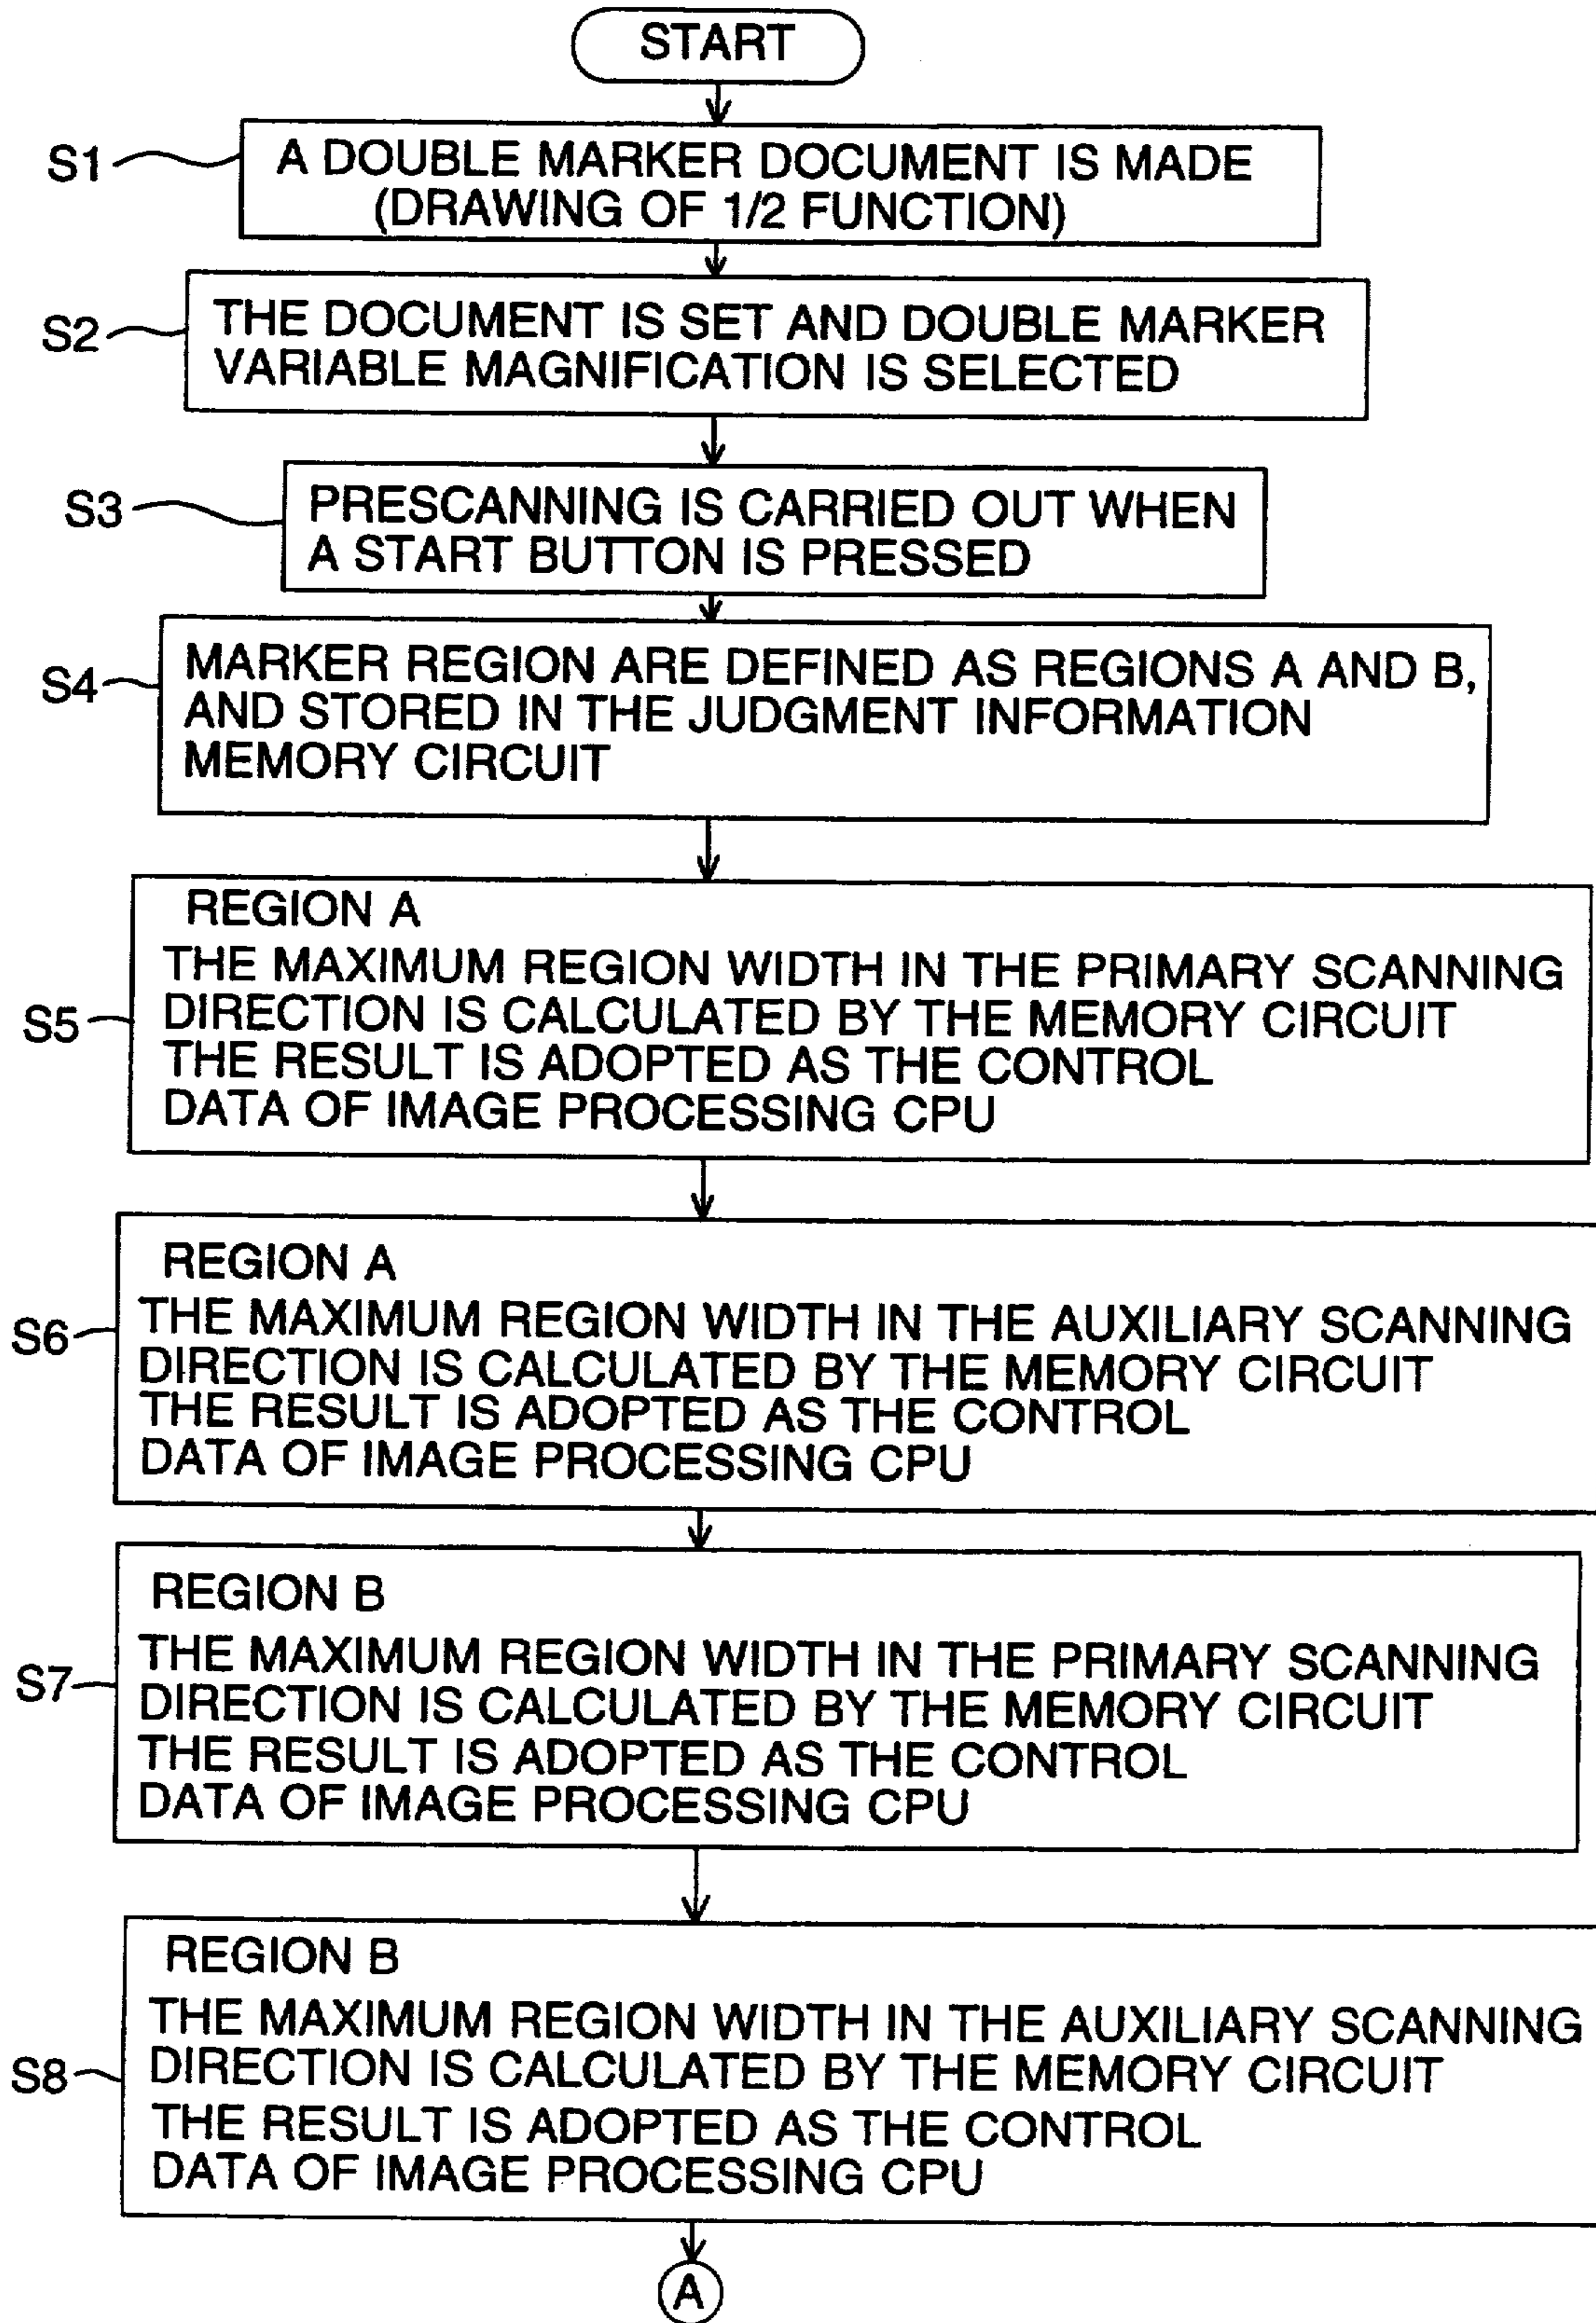 START
S1
A DOUBLE MARKER DOCUMENT IS MADE
(DRAWING OF 1/2 FUNCTION)
S2
THE DOCUMENT IS SET AND DOUBLE MARKER
VARIABLE MAGNIFICATION IS SELECTED
S3
PRESCANNING IS CARRIED OUT WHEN
A START BUTTON IS PRESSED
S4
MARKER REGION ARE DEFINED AS REGIONS A AND B,
AND STORED IN THE JUDGMENT INFORMATION
MEMORY CIRCUIT
S5
REGION A
THE MAXIMUM REGION WIDTH IN THE PRIMARY SCANNING
DIRECTION IS CALCULATED BY THE MEMORY CIRCUIT
THE RESULT IS ADOPTED AS THE CONTROL
DATA OF IMAGE PROCESSING CPU
S6
REGION A
THE MAXIMUM REGION WIDTH IN THE AUXILIARY SCANNING
DIRECTION IS CALCULATED BY THE MEMORY CIRCUIT
THE RESULT IS ADOPTED AS THE CONTROL
DATA OF IMAGE PROCESSING CPU
S7
REGION B
THE MAXIMUM REGION WIDTH IN THE PRIMARY SCANNING
DIRECTION IS CALCULATED BY THE MEMORY CIRCUIT
THE RESULT IS ADOPTED AS THE CONTROL
DATA OF IMAGE PROCESSING CPU
S8
REGION B
THE MAXIMUM REGION WIDTH IN THE AUXILIARY SCANNING
DIRECTION IS CALCULATED BY THE MEMORY CIRCUIT
THE RESULT IS ADOPTED AS THE CONTROL
DATA OF IMAGE PROCESSING CPU
A